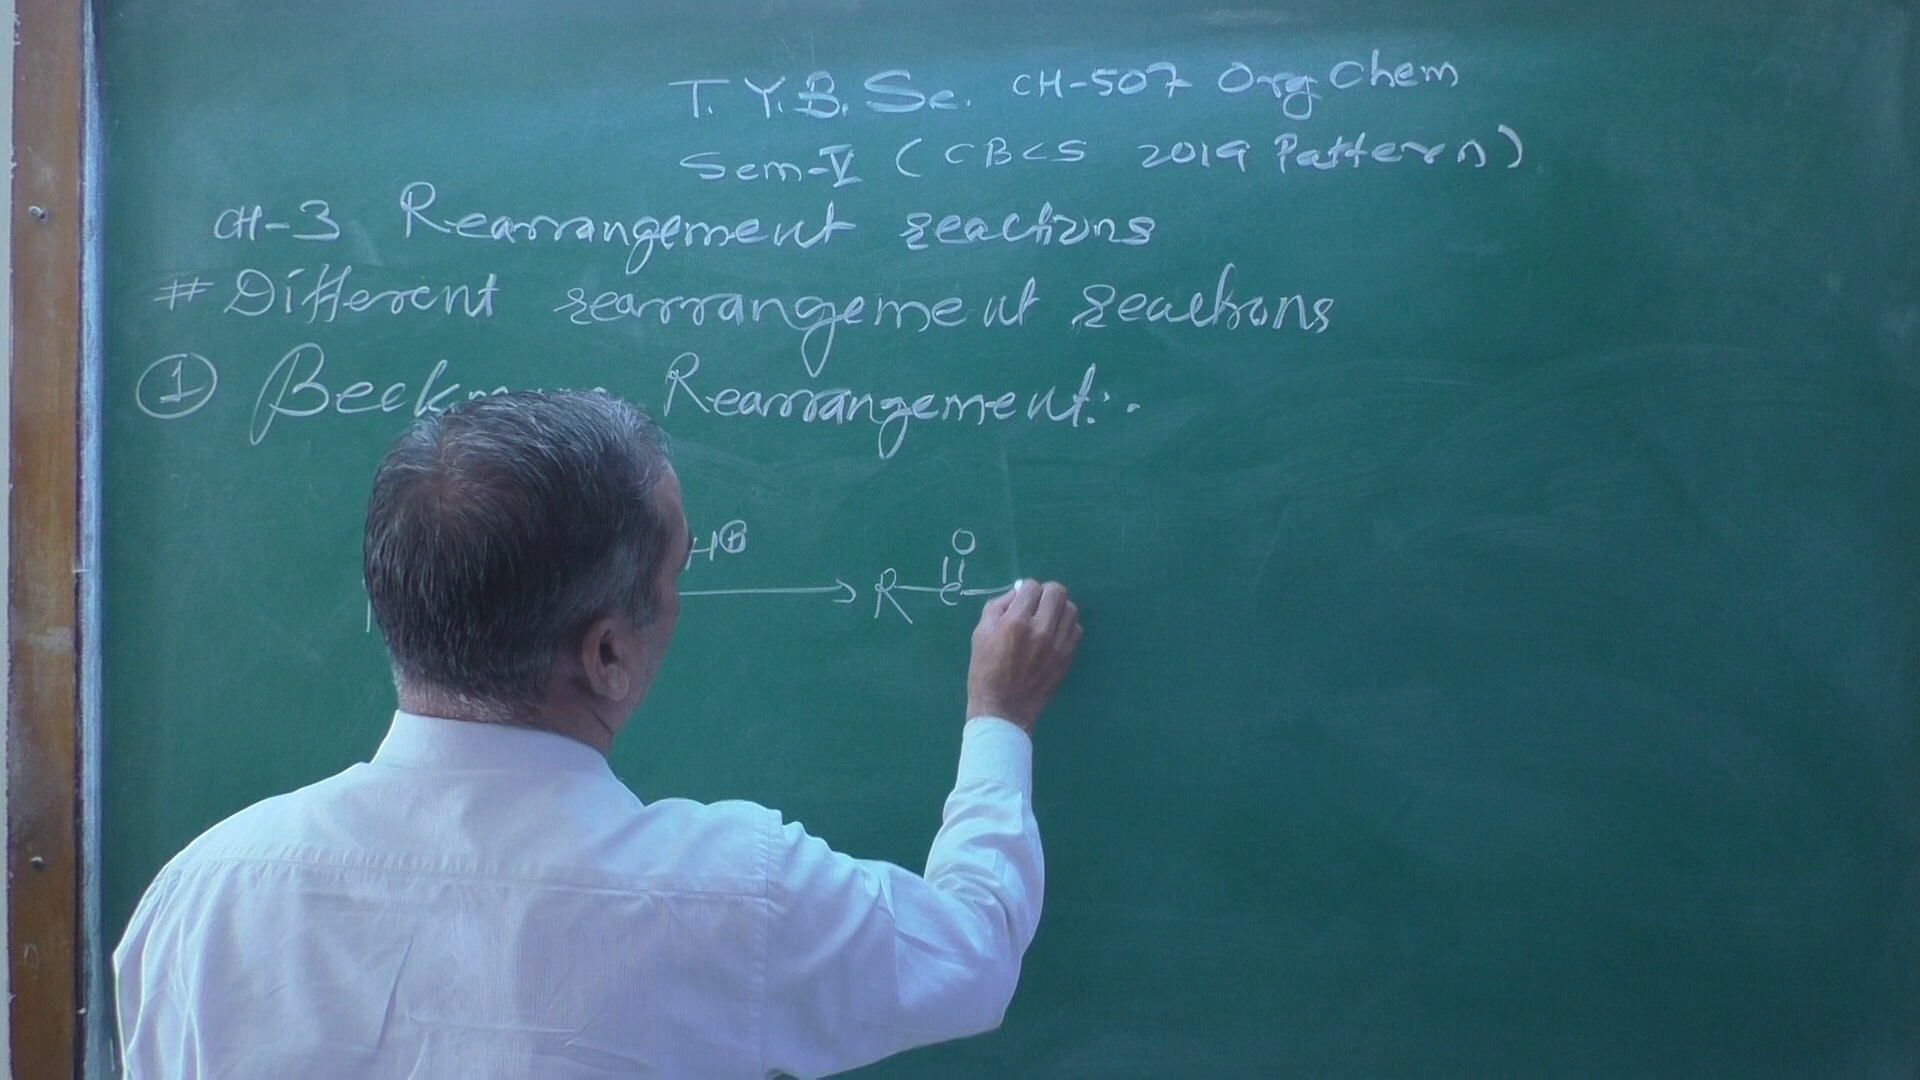 T.Y.B.Sc. CH-507 Org Chem
Sem-V (CBCS 2019 Pattern)
CH-3 Rearrangement reactions
# Different rearrangement reactions
① Rearrangement:-
H⊕
O
R-C-